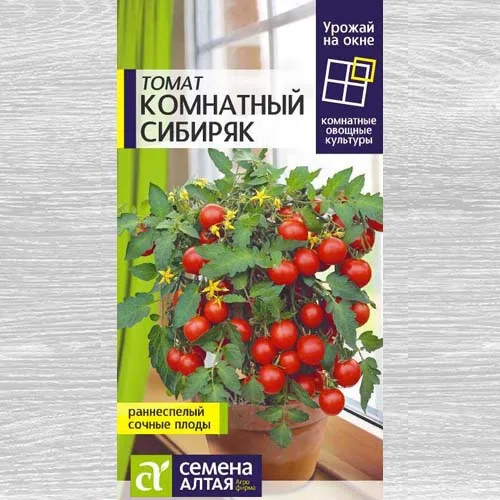 Урожай
на окне
ТОМАТ
КОМНАТНЫЙ
СИБИРЯК
комнатные
овощные
культуры
раннеспелый
сочные плоды
семена
АЛТАЯ
Агро
фирма